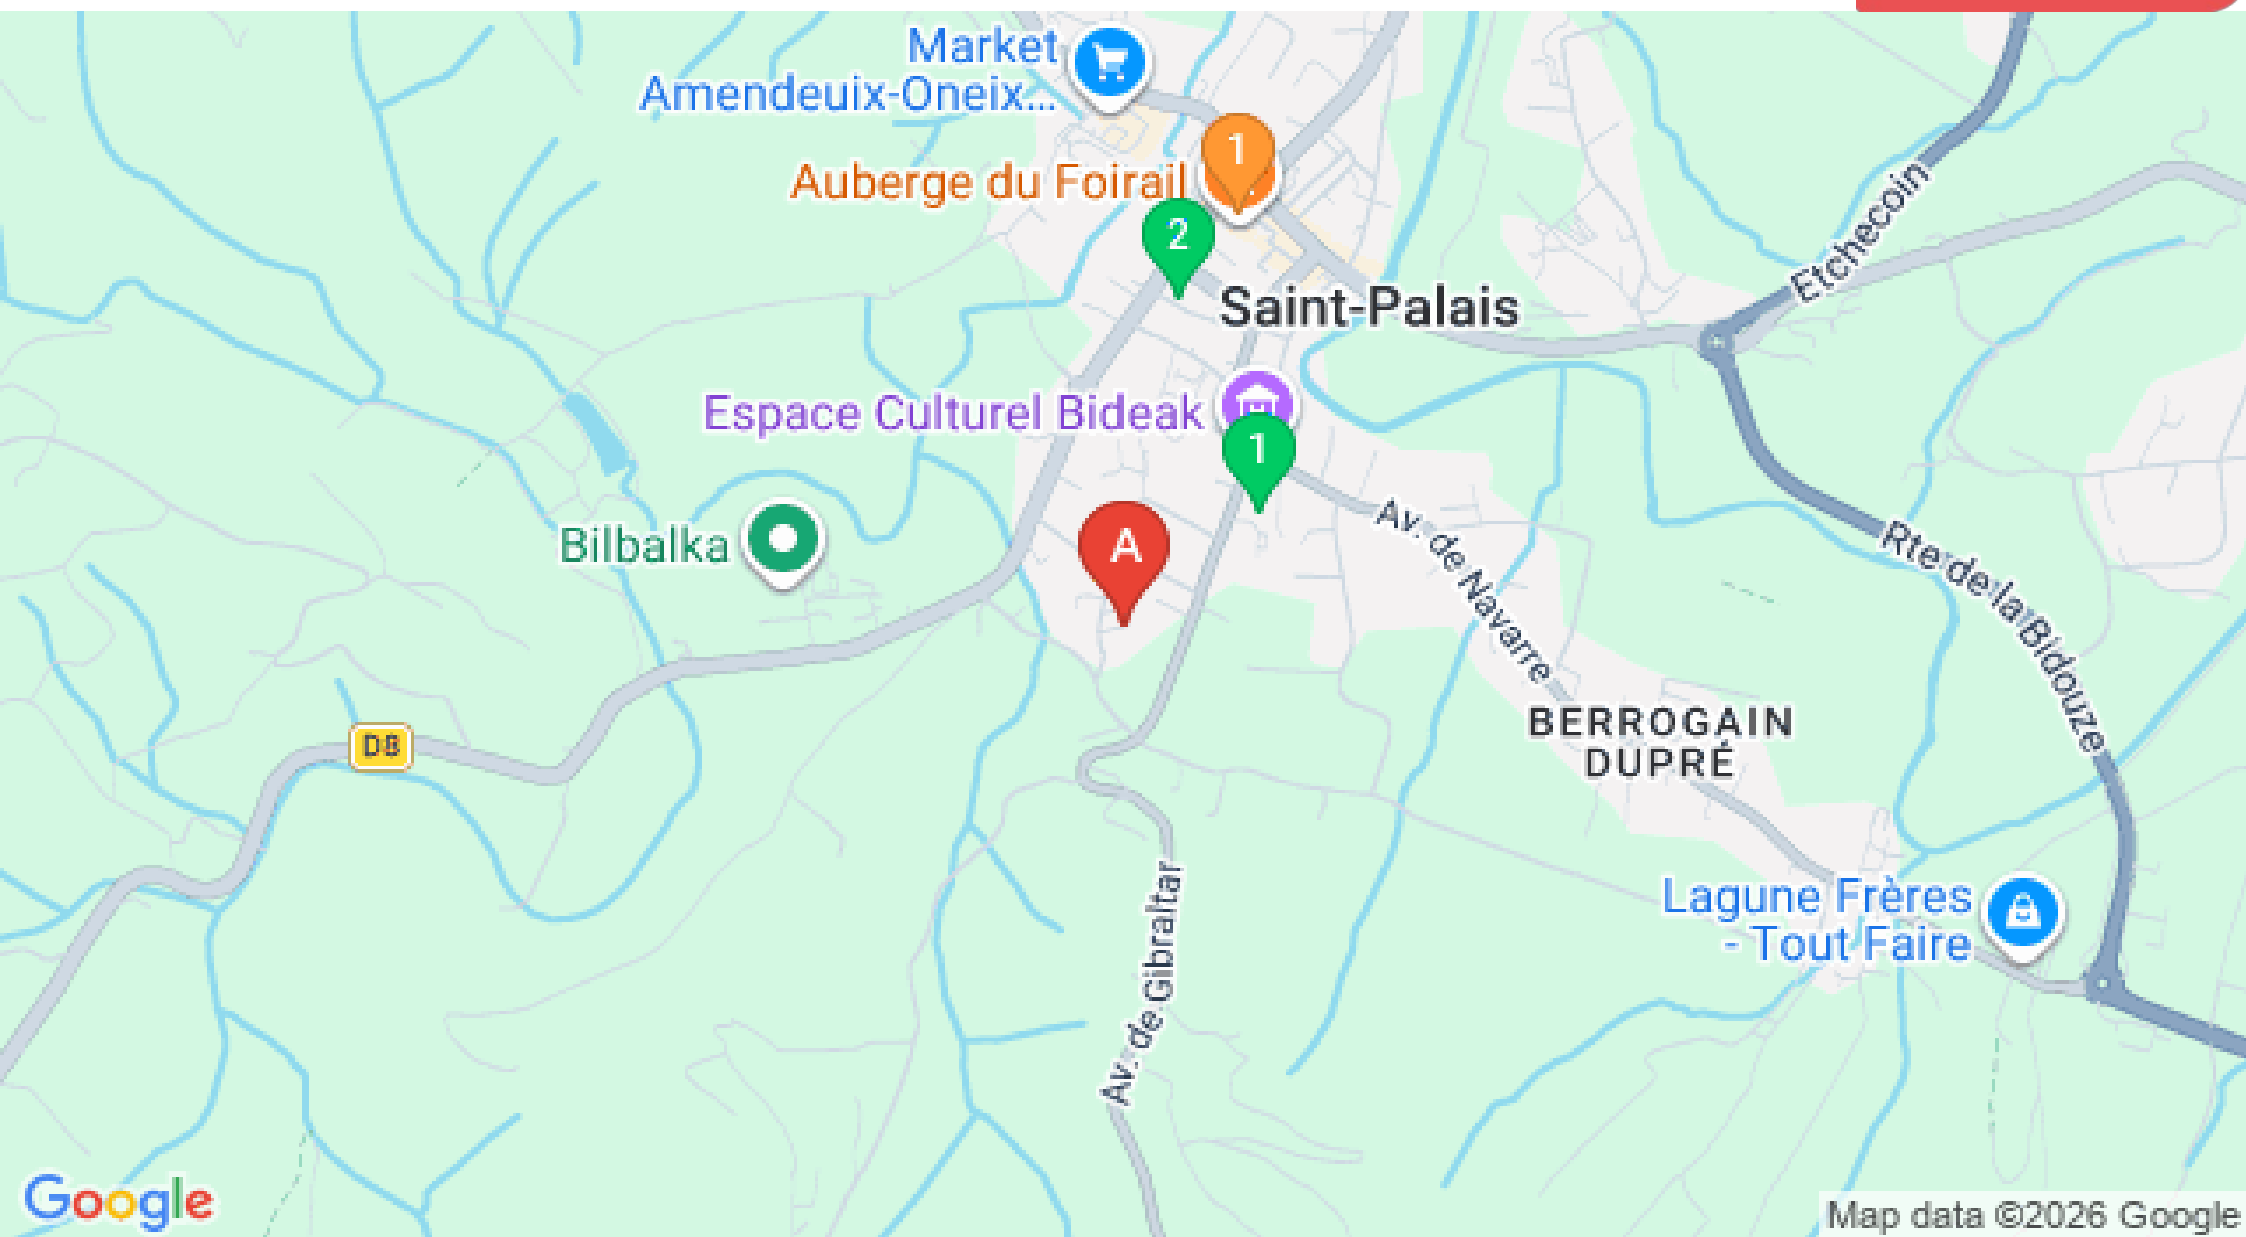 Market
Amendeuix-Oneix...
1
Auberge du Foirail
2
Etchecoin
Saint-Palais
Espace Culturel Bideak
1
Av. de Navarre
A
Bilbalka
Rte de la Bidouze
BERROGAIN
DUPRÉ
D8
Lagune Frères
- Tout Faire
Av. de Gibraltar
Google
Map data ©2026 Google